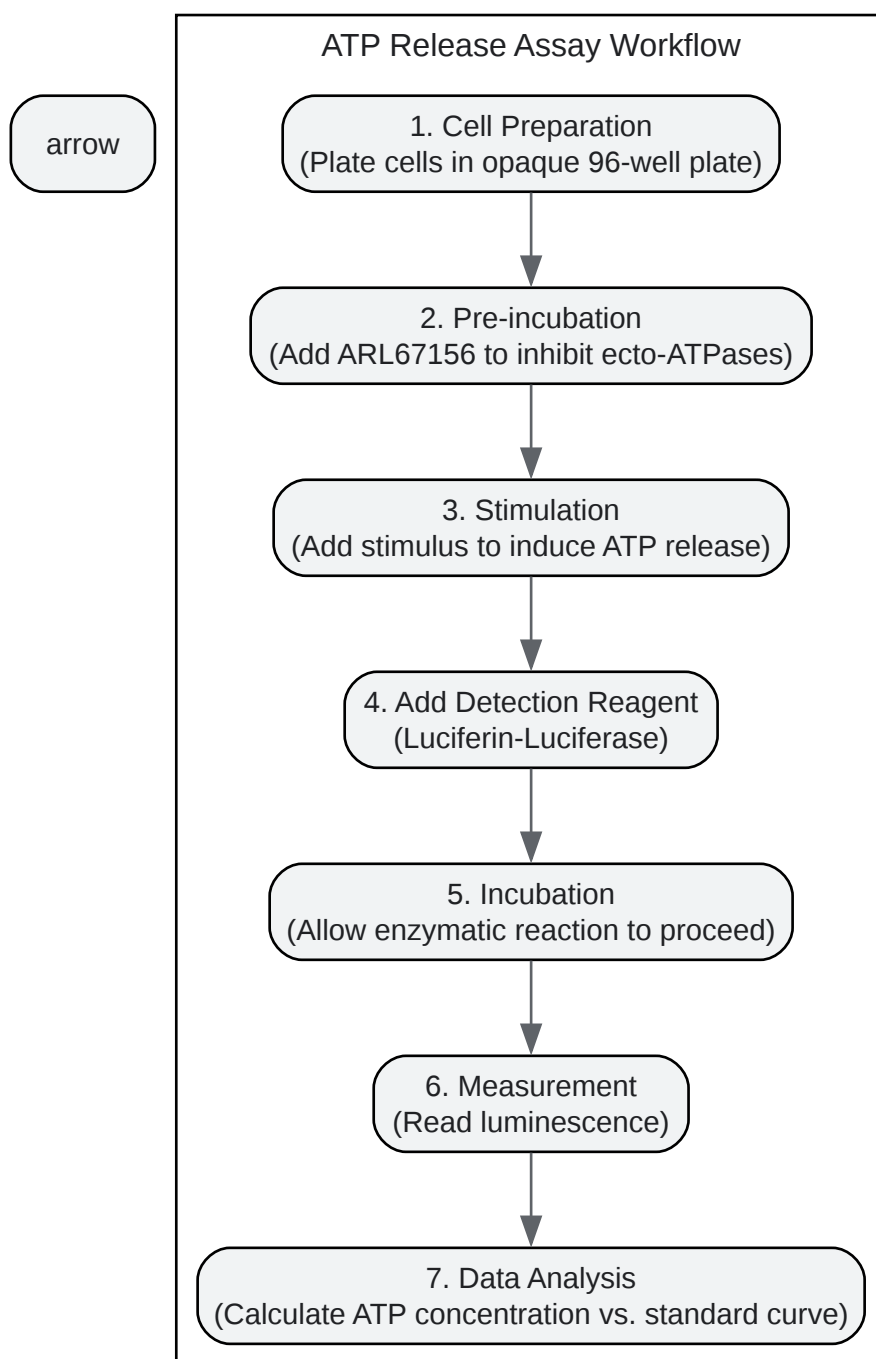 ATP Release Assay Workflow
arrow
1. Cell Preparation
(Plate cells in opaque 96-well plate)
2. Pre-incubation
(Add ARL67156 to inhibit ecto-ATPases)
3. Stimulation
(Add stimulus to induce ATP release)
4. Add Detection Reagent
(Luciferin-Luciferase)
5. Incubation
(Allow enzymatic reaction to proceed)
6. Measurement
(Read luminescence)
7. Data Analysis
(Calculate ATP concentration vs. standard curve)